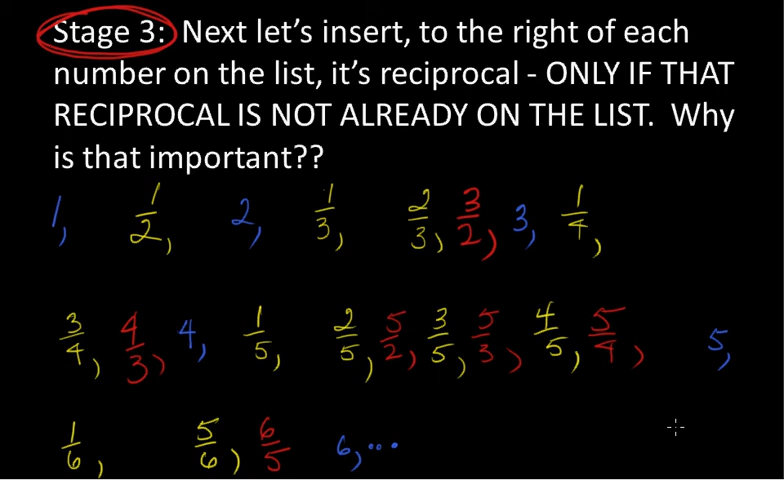 Stage 3: Next let's insert, to the right of each
number on the list, it's reciprocal - ONLY IF THAT
RECIPROCAL IS NOT ALREADY ON THE LIST. Why
is that important??
1, 1/2, 2, 1/3, 2/3, 3/2, 3, 1/4,
3/4, 4/3, 4, 1/5, 2/5, 5/2, 3/5, 5/3, 4/5, 5/4, 5,
1/6, 5/6, 6/5 6, ...